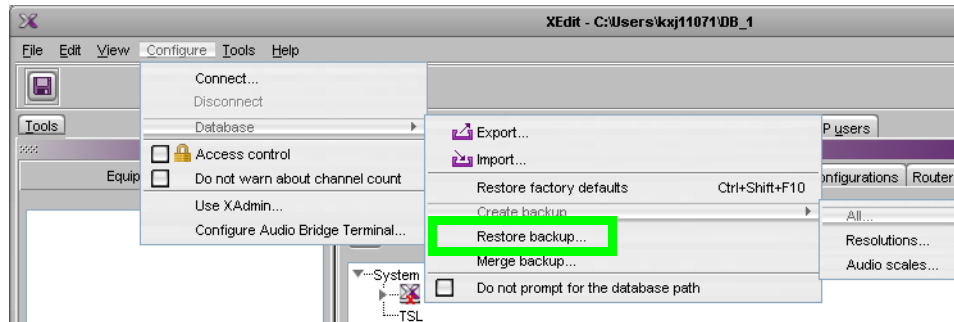 XEdit - C:\Users\kxj11071\DB_1
File Edit View Configure Tools Help
Connect...
Disconnect
Database
Access control
Do not warn about channel count
Use XAdmin...
Configure Audio Bridge Terminal...
Export...
Import...
Restore factory defaults Ctrl+Shift+F10
Create backup
Restore backup...
Merge backup...
Do not prompt for the database path
All...
Resolutions...
Audio scales...
Tools
P users
Equip
onfigurations Router
System
TSL